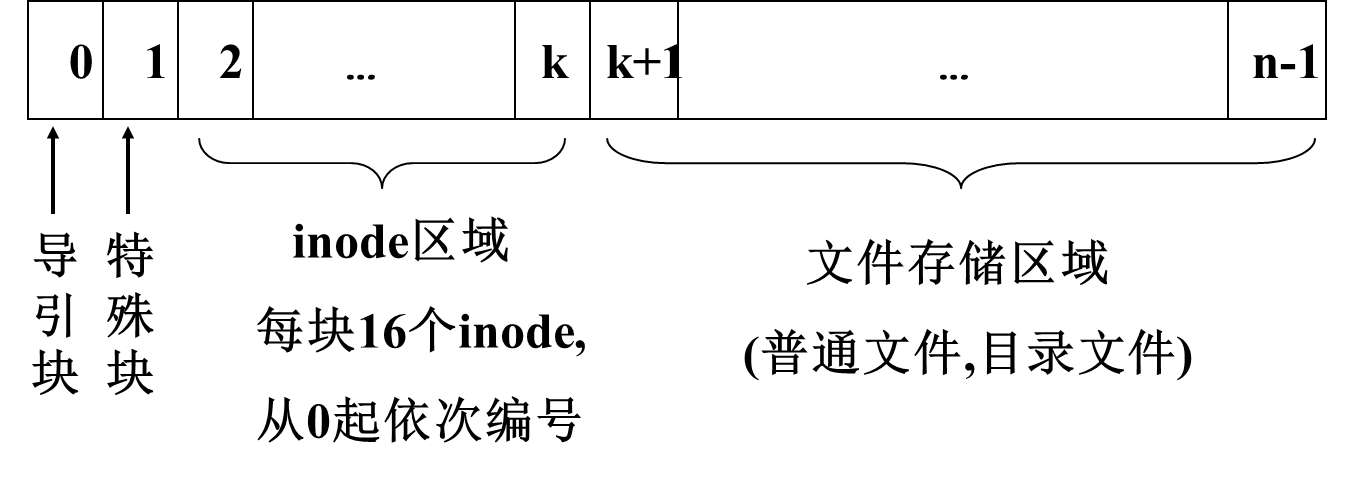 0 1 2 ... k k+1 ... n-1
导引块
特殊块
inode区域
每块16个inode,
从0起依次编号
文件存储区域
(普通文件,目录文件)